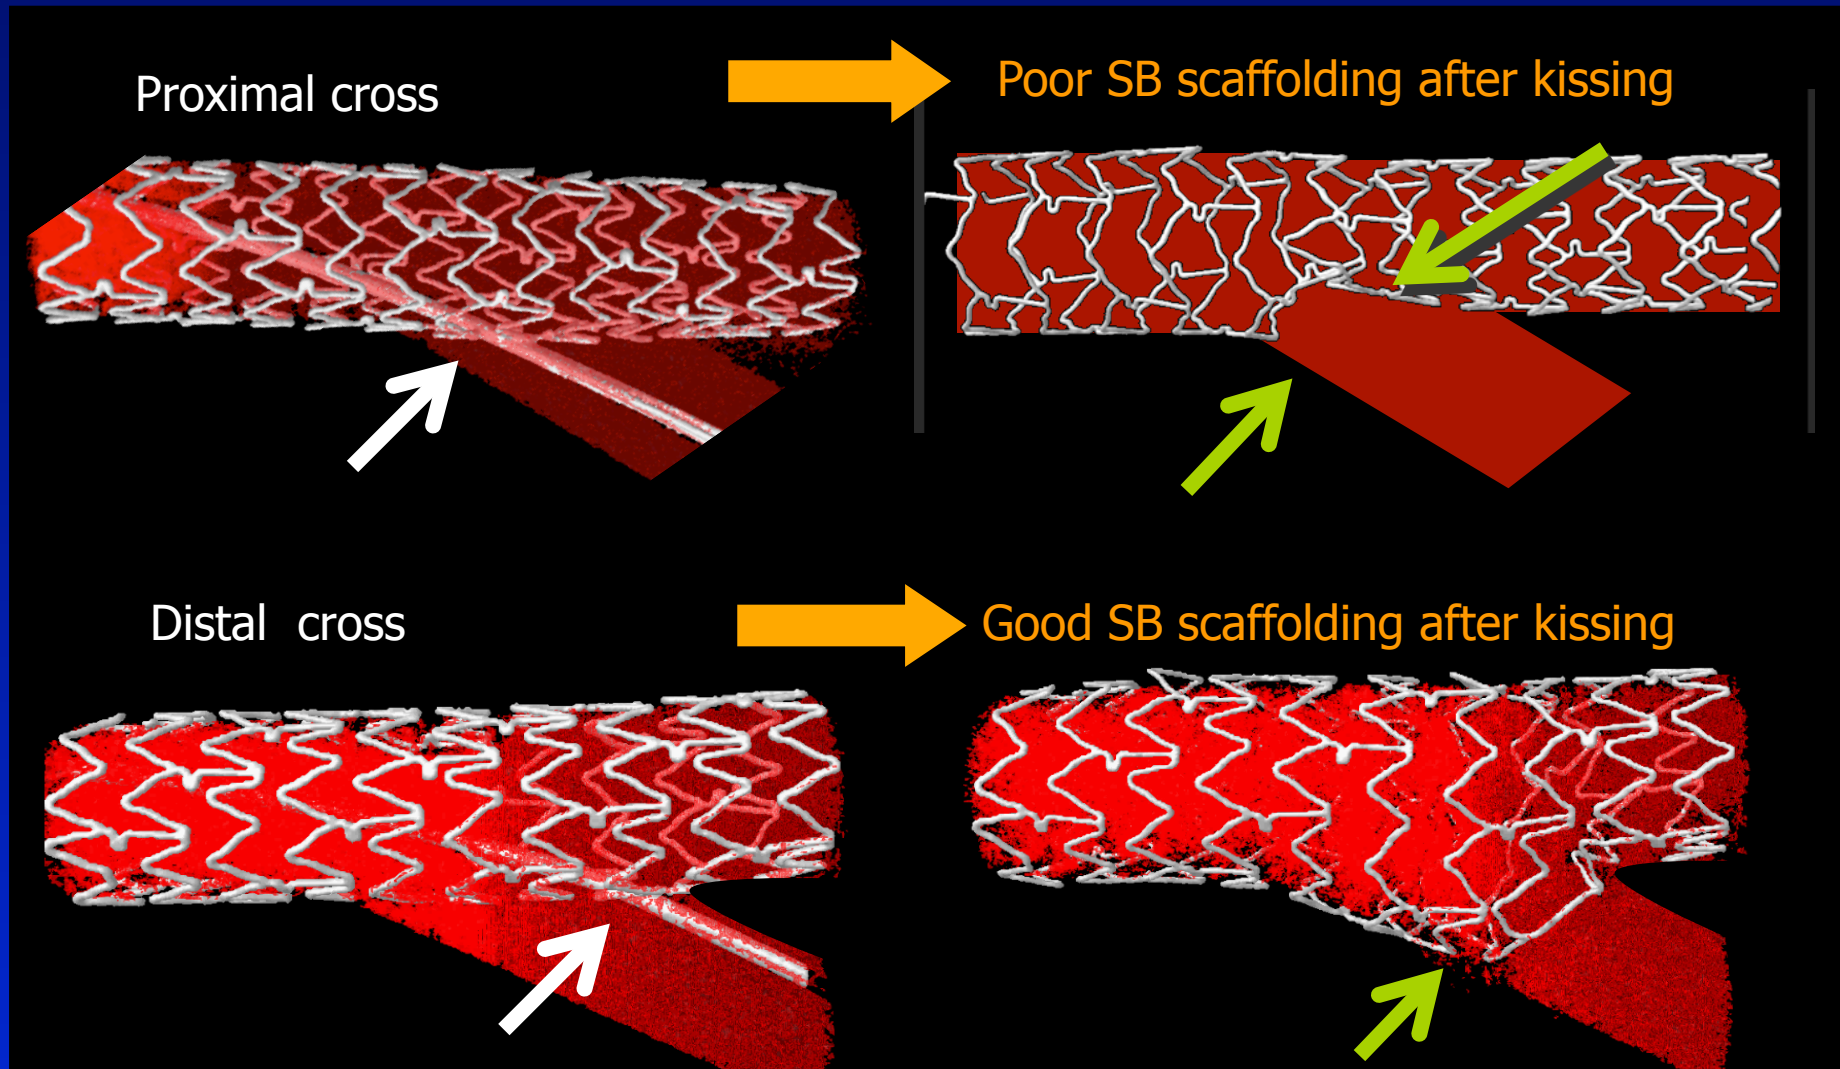 Proximal cross
Poor SB scaffolding after kissing
Distal cross
Good SB scaffolding after kissing